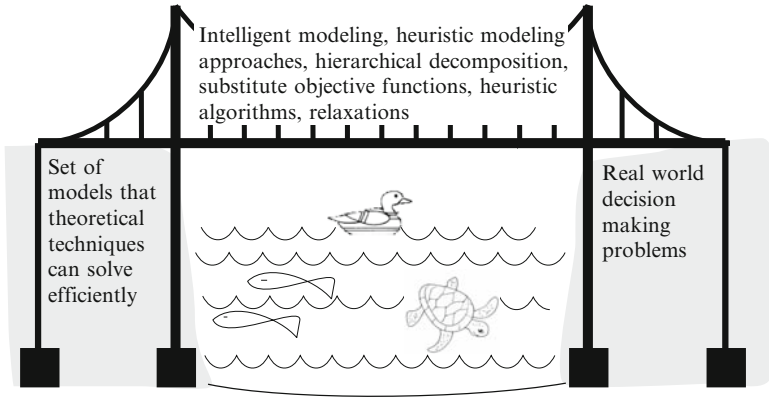 Intelligent modeling, heuristic modeling
approaches, hierarchical decomposition,
substitute objective functions, heuristic
algorithms, relaxations
Set of
models that
theoretical
techniques
can solve
efficiently
Real world
decision
making
problems